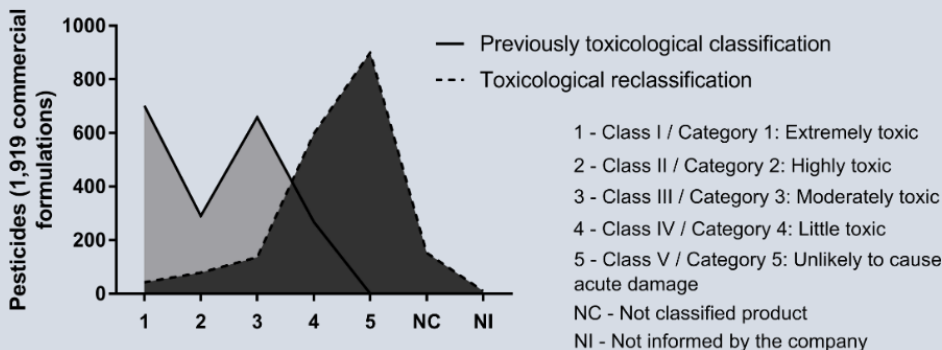 Pesticides (1,919 commercial
formulations)
1000
800
600
400
200
0
1 2 3 4 5 NC NI
Previously toxicological classification
Toxicological reclassification
1 - Class I / Category 1: Extremely toxic
2 - Class II / Category 2: Highly toxic
3 - Class III / Category 3: Moderately toxic
4 - Class IV / Category 4: Little toxic
5 - Class V / Category 5: Unlikely to cause
acute damage
NC - Not classified product
NI - Not informed by the company